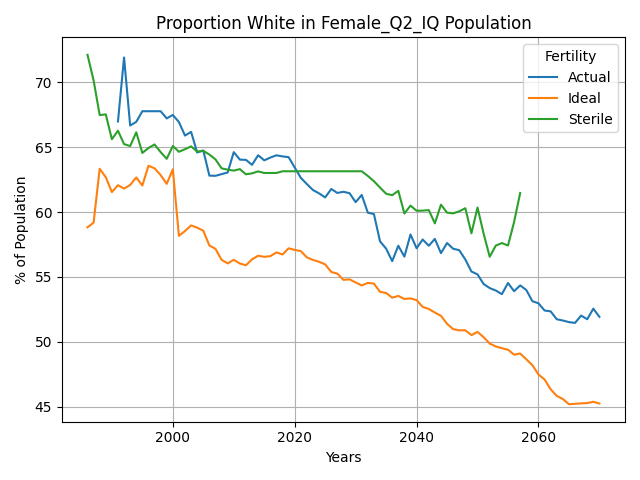 Proportion White in Female_Q2_IQ Population
Fertility
Actual
Ideal
Sterile
% of Population
70
65
60
55
50
45
2000
2020
2040
2060
Years